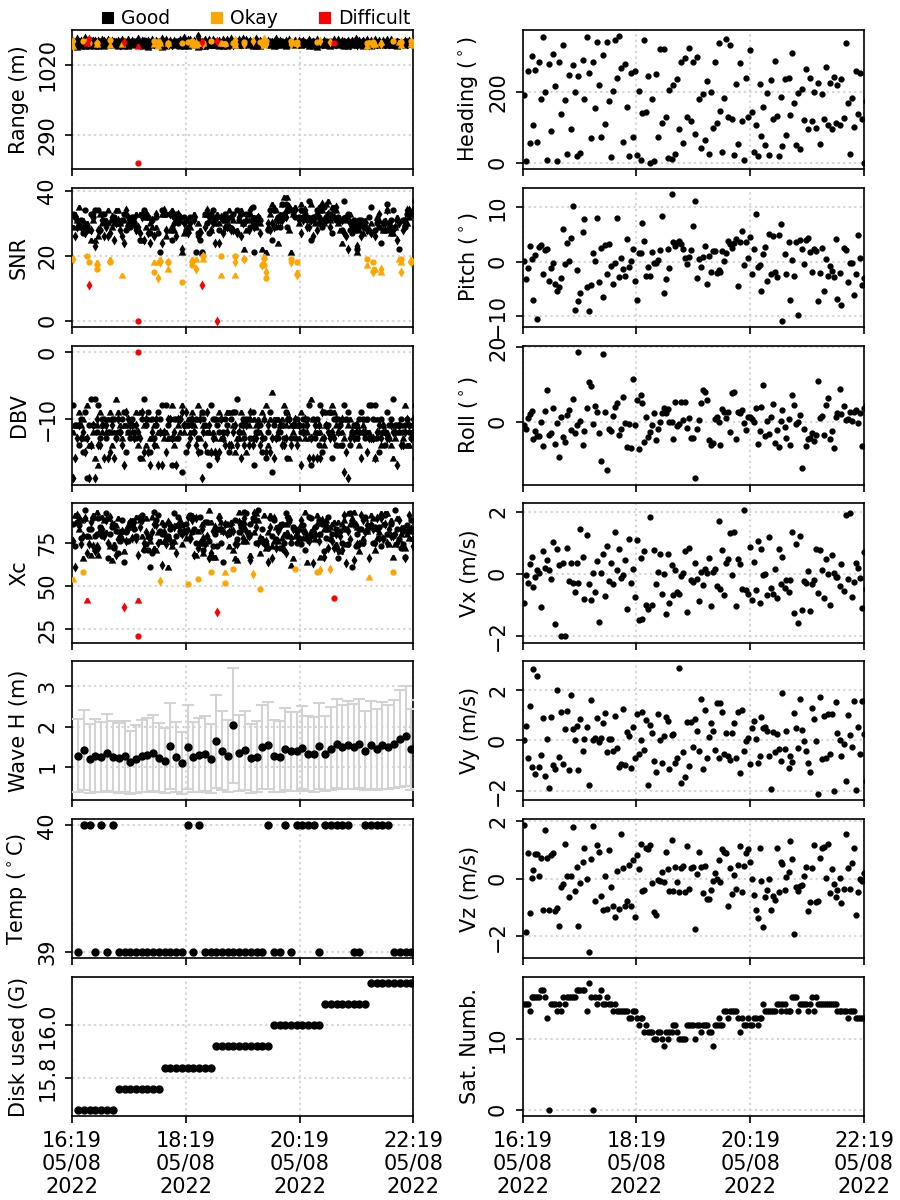 Good Okay Difficult
Range (m)
1020
290
Heading (°)
200
0
SNR
40
20
0
Pitch (°)
10
0
−10
DBV
0
−10
Roll (°)
20
0
Xc
75
50
25
Vx (m/s)
2
0
−2
Wave H (m)
3
2
1
Vy (m/s)
2
0
−2
Temp (°C)
40
39
Vz (m/s)
2
0
−2
Disk used (G)
16.0
15.8
Sat. Numb.
10
0
16:19 18:19 20:19 22:19 16:19 18:19 20:19 22:19
05/08 05/08 05/08 05/08 05/08 05/08 05/08 05/08
2022 2022 2022 2022 2022 2022 2022 2022